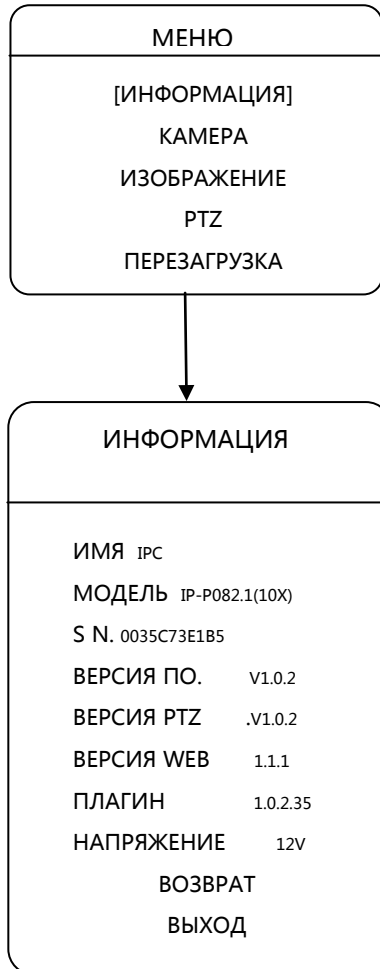 МЕНЮ
[ИНФОРМАЦИЯ]
КАМЕРА
ИЗОБРАЖЕНИЕ
PTZ
ПЕРЕЗАГРУЗКА
ИНФОРМАЦИЯ
ИМЯ IPC
МОДЕЛЬ IP-P082.1(10X)
S N. 0035C73E1B5
ВЕРСИЯ ПО. V1.0.2
ВЕРСИЯ PTZ .V1.0.2
ВЕРСИЯ WEB 1.1.1
ПЛАГИН 1.0.2.35
НАПРЯЖЕНИЕ 12V
ВОЗВРАТ
ВЫХОД